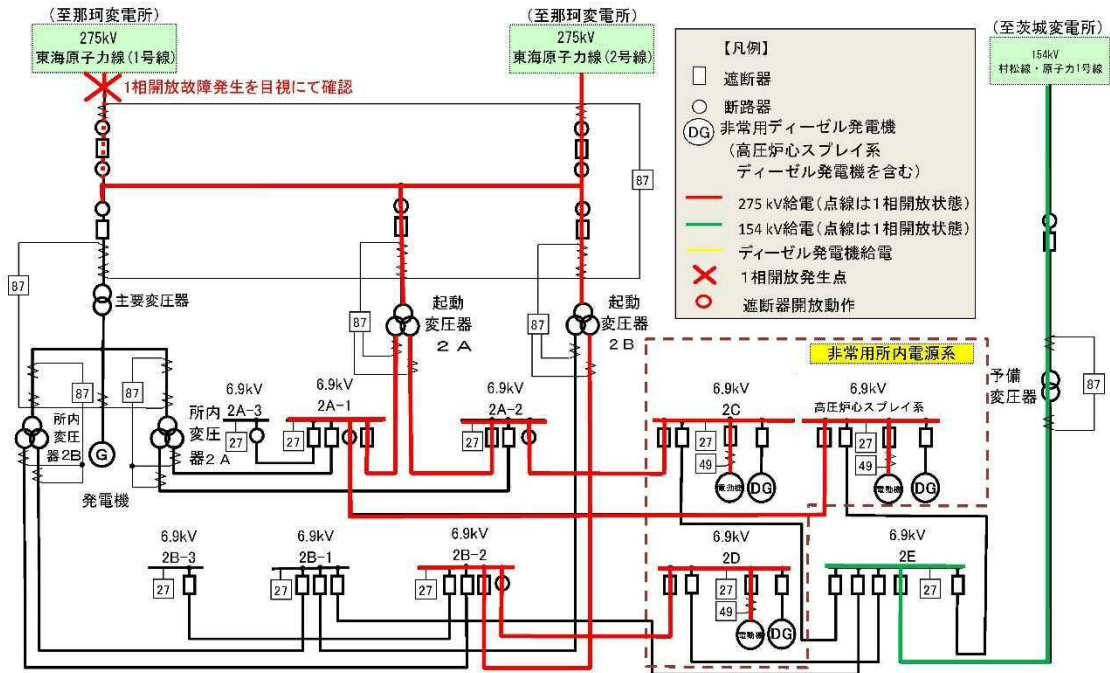 (至那珂変電所)
275kV
東海原子力線(1号線)
(至那珂変電所)
275kV
東海原子力線(2号線)
(至茨城変電所)
154kV
村松線・原子力1号線
1相開放故障発生を目視にて確認
【凡例】
遮断器
断路器
DG
非常用ディーゼル発電機
(高圧炉心スプレイ系
ディーゼル発電機を含む)
275 kV給電(点線は1相開放状態)
154 kV給電(点線は1相開放状態)
ディーゼル発電機給電
1相開放発生点
遮断器開放動作
87
87
主要変圧器
87
起動
変圧器
2A
87
起動
変圧器
2B
非常用所内電源系
予備
変圧器
87
87
87
所内
変圧
器2B
G
発電機
所内
変圧
器2A
6.9kV
2A-3
27
6.9kV
2A-1
27
6.9kV
2A-2
27
6.9kV
2C
27
49
電動機
DG
6.9kV
高圧炉心スプレイ系
27
49
電動機
DG
6.9kV
2B-3
27
6.9kV
2B-1
27
6.9kV
2B-2
27
6.9kV
2D
27
49
電動機
DG
6.9kV
2E
27